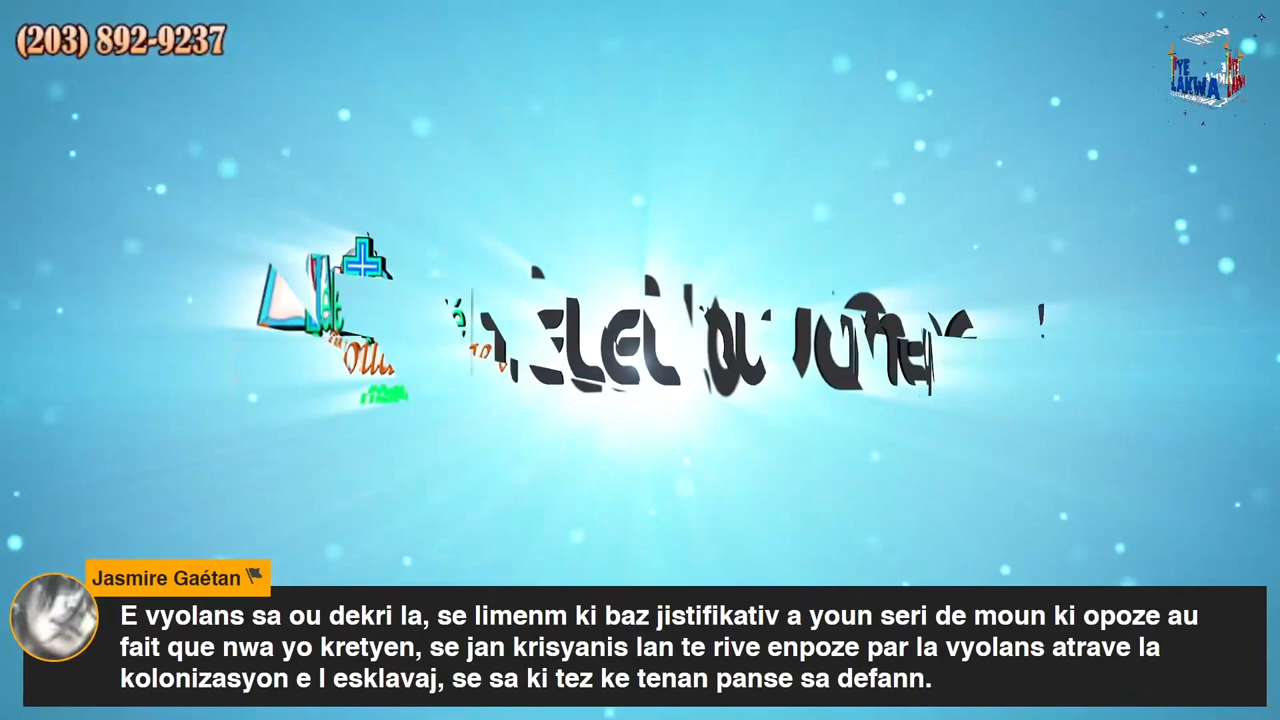 (203) 892-9237
Jasmire Gaétan
E vyolans sa ou dekri la, se limenm ki baz jistifikativ a youn seri de moun ki opoze au
fait que nwa yo kretyen, se jan krisyanis lan te rive enpoze par la vyolans atrave la
kolonizasyon e l esklavaj, se sa ki tez ke tenan panse sa defann.